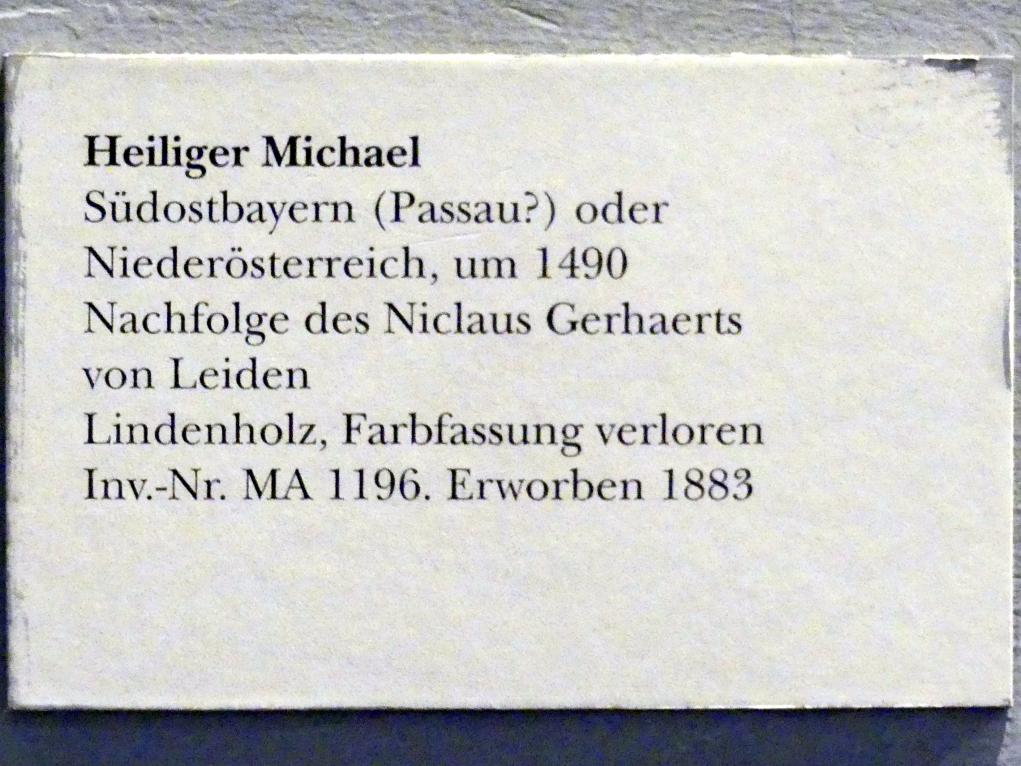 Heiliger Michael
Südostbayern (Passau?) oder
Niederösterreich, um 1490
Nachfolge des Niclaus Gerhaerts
von Leiden
Lindenholz, Farbfassung verloren
Inv.-Nr. MA 1196. Erworben 1883